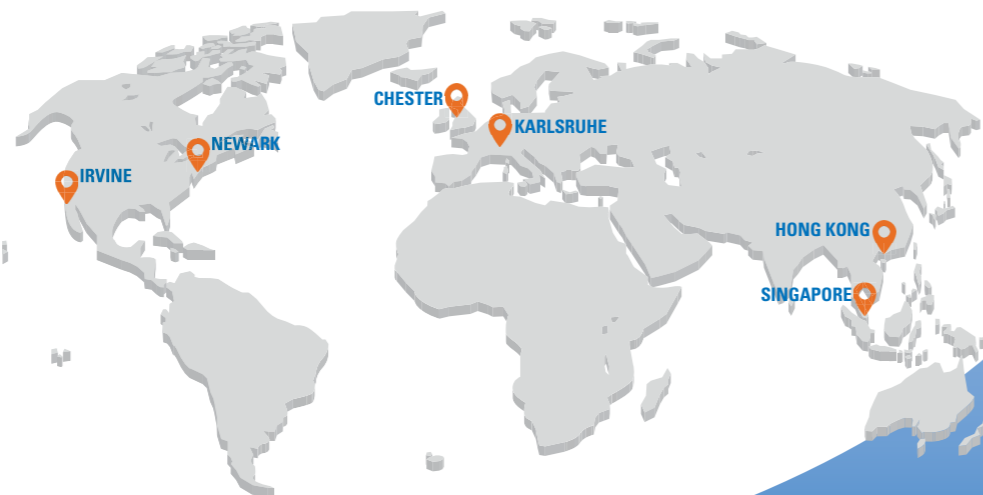 CHESTER
KARLSRUHE
NEWARK
IRVINE
HONG KONG
SINGAPORE